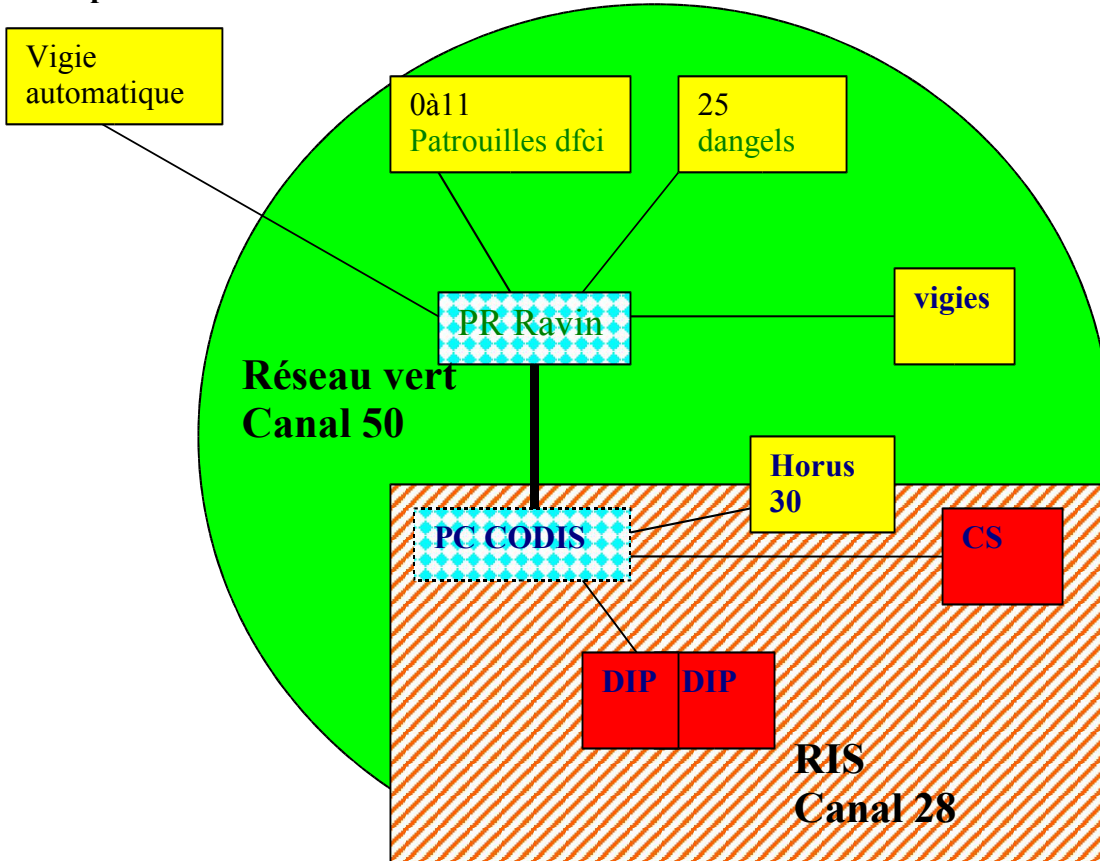 Vigie
automatique
0à11
Patrouilles dfci
25
dangels
PR Ravin
vigies
Réseau vert
Canal 50
Horus
30
PC CODIS
CS
DIP DIP
RIS
Canal 28